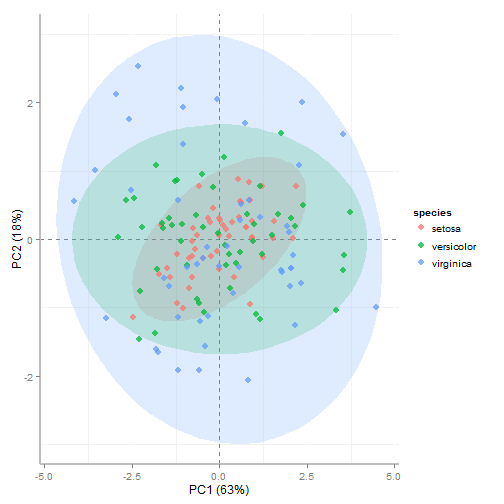 PC2 (18%)
2
0
-2
-5.0
-2.5
0.0
2.5
5.0
PC1 (63%)
species
setosa
versicolor
virginica